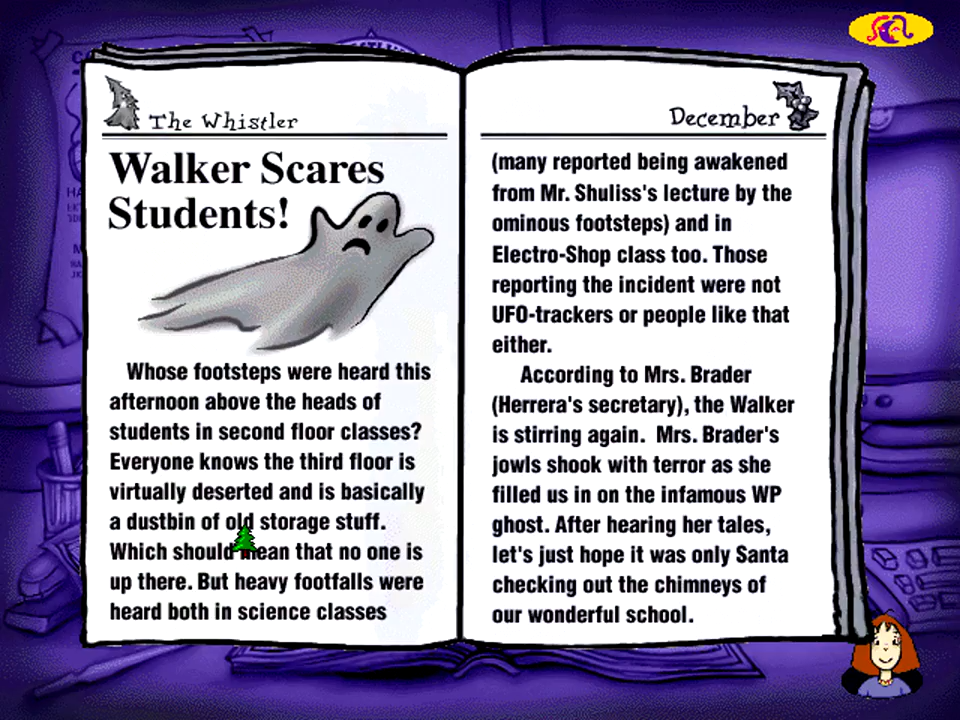 The Whistler
Walker Scares
Students!
Whose footsteps were heard this
afternoon above the heads of
students in second floor classes?
Everyone knows the third floor is
virtually deserted and is basically
a dustbin of old storage stuff.
Which should mean that no one is
up there. But heavy footfalls were
heard both in science classes
December
(many reported being awakened
from Mr. Shuliss's lecture by the
ominous footsteps) and in
Electro-Shop class too. Those
reporting the incident were not
UFO-trackers or people like that
either.
According to Mrs. Brader
(Herrera's secretary), the Walker
is stirring again.  Mrs. Brader's
jowls shook with terror as she
filled us in on the infamous WP
ghost. After hearing her tales,
let's just hope it was only Santa
checking out the chimneys of
our wonderful school.